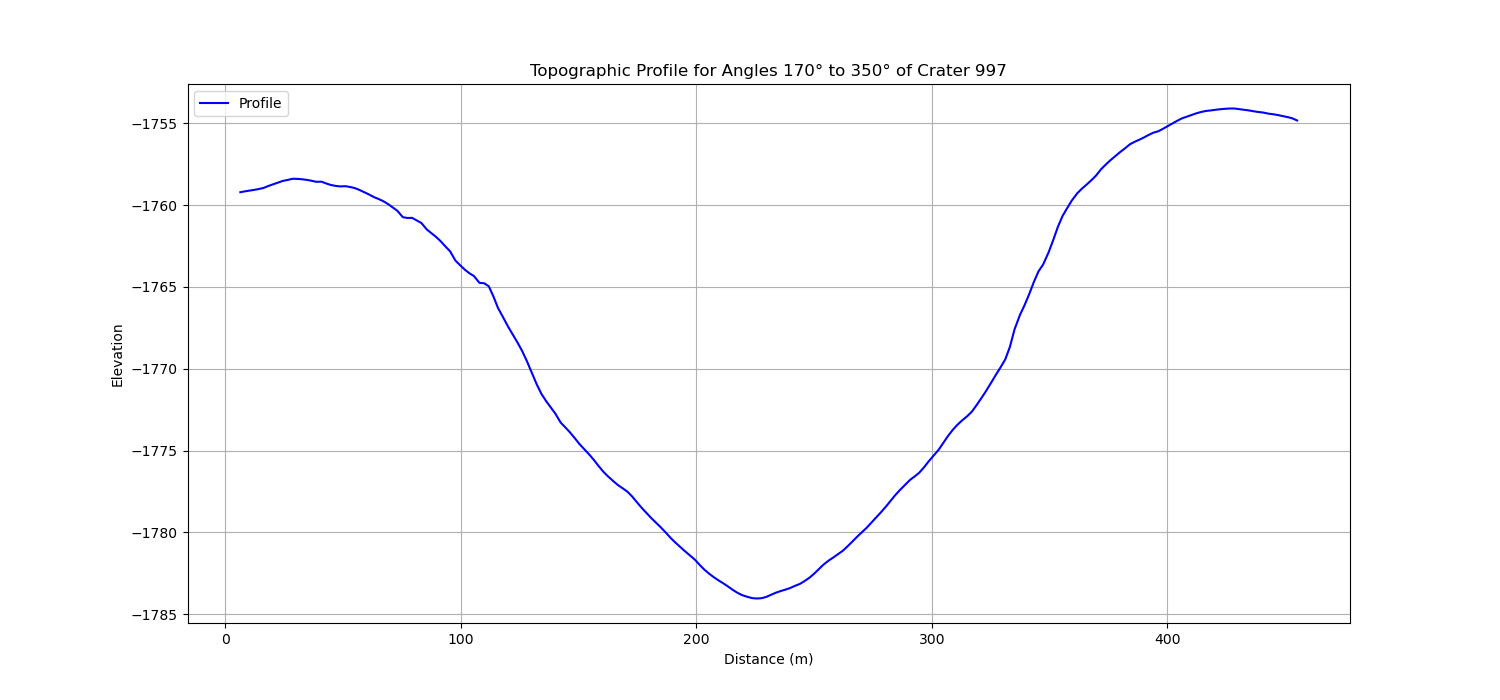 Topographic Profile for Angles 170° to 350° of Crater 997
Profile
−1755
−1760
−1765
−1770
−1775
−1780
−1785
Elevation
0 100 200 300 400
Distance (m)